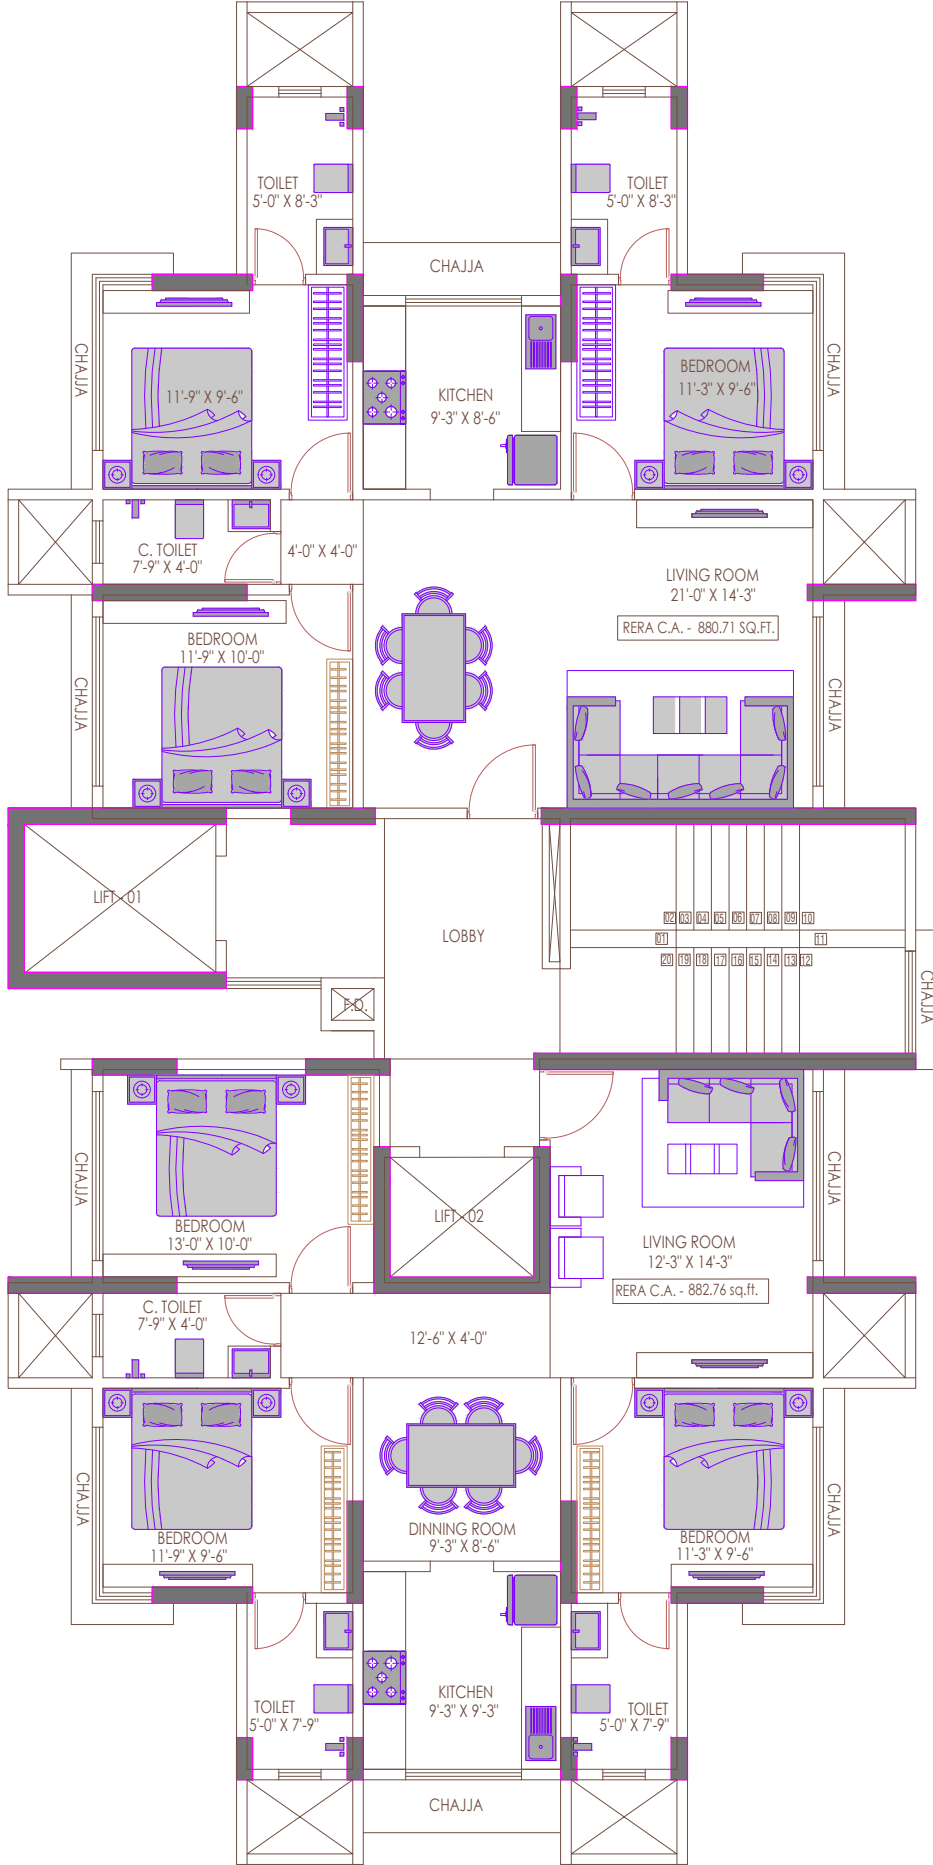 TOILET
5'-0" X 8'-3"
TOILET
5'-0" X 8'-3"
CHAJJA
CHAJJA
CHAJJA
11'-9" X 9'-6"
KITCHEN
9'-3" X 8'-6"
BEDROOM
11'-3" X 9'-6"
C. TOILET
7'-9" X 4'-0"
4'-0" X 4'-0"
LIVING ROOM
21'-0" X 14'-3"
RERA C.A. - 880.71 SQ.FT.
BEDROOM
11'-9" X 10'-0"
CHAJJA
CHAJJA
LIFT - 01
LOBBY
02 03 04 05 06 07 08 09 10
01 11
20 19 18 17 16 15 14 13 12
CHAJJA
F.D.
CHAJJA
CHAJJA
BEDROOM
13'-0" X 10'-0"
LIFT - 02
LIVING ROOM
12'-3" X 14'-3"
RERA C.A. - 882.76 sq.ft.
C. TOILET
7'-9" X 4'-0"
12'-6" X 4'-0"
CHAJJA
CHAJJA
BEDROOM
11'-9" X 9'-6"
DINNING ROOM
9'-3" X 8'-6"
BEDROOM
11'-3" X 9'-6"
TOILET
5'-0" X 7'-9"
KITCHEN
9'-3" X 9'-3"
TOILET
5'-0" X 7'-9"
CHAJJA